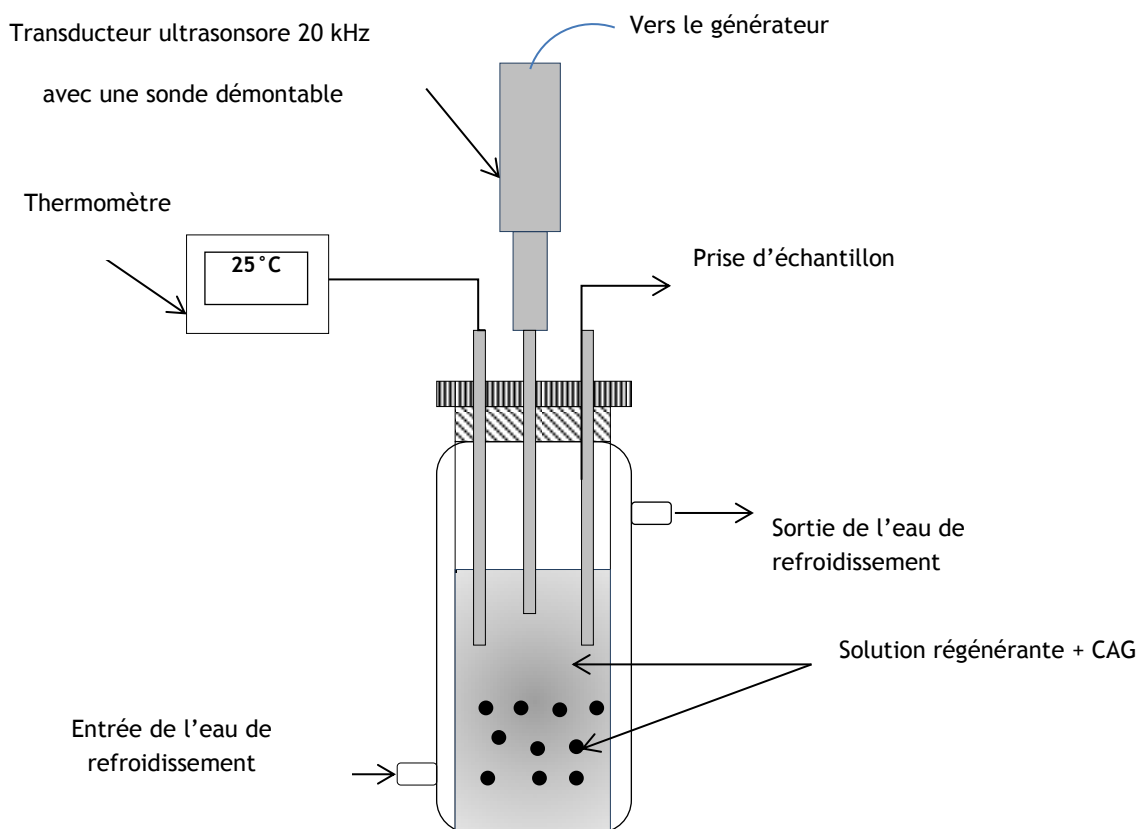 Transducteur ultrasonsore 20 kHz
avec une sonde démontable
Vers le générateur
Thermomètre
25°C
Prise d’échantillon
Sortie de l’eau de
refroidissement
Solution régénérante + CAG
Entrée de l’eau de
refroidissement